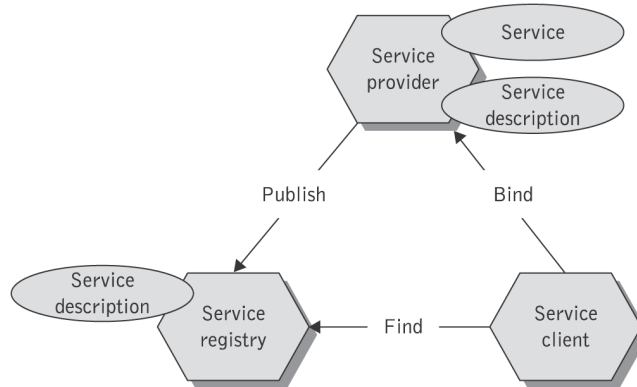 Service
provider
Service
Service
description
Publish
Bind
Service
description
Service
registry
Find
Service
client